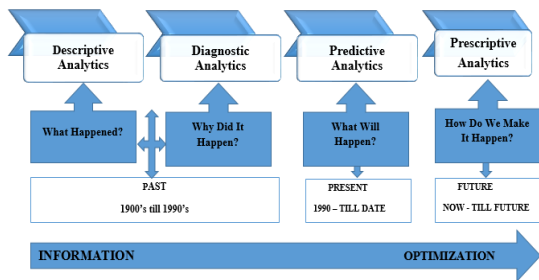 Descriptive
Analytics
Diagnostic
Analytics
Predictive
Analytics
Prescriptive
Analytics
What Happened?
Why Did It
Happen?
What Will
Happen?
How Do We Make
It Happen?
PAST
1900's till 1990's
PRESENT
1990 – TILL DATE
FUTURE
NOW - TILL FUTURE
INFORMATION
OPTIMIZATION